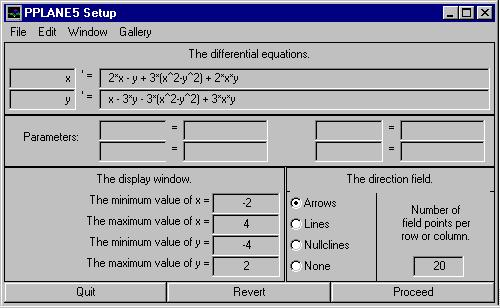 PPLANE5 Setup
File Edit Window Gallery
The differential equations.
x ' = 2*x - y + 3*(x^2-y^2) + 2*x*y
y ' = x - 3*y - 3*(x^2-y^2) + 3*x*y
Parameters: = =
= =
The display window.
The minimum value of x = -2
The maximum value of x = 4
The minimum value of y = -4
The maximum value of y = 2
The direction field.
Arrows
Lines
Nullclines
None
Number of
field points per
row or column.
20
Quit Revert Proceed